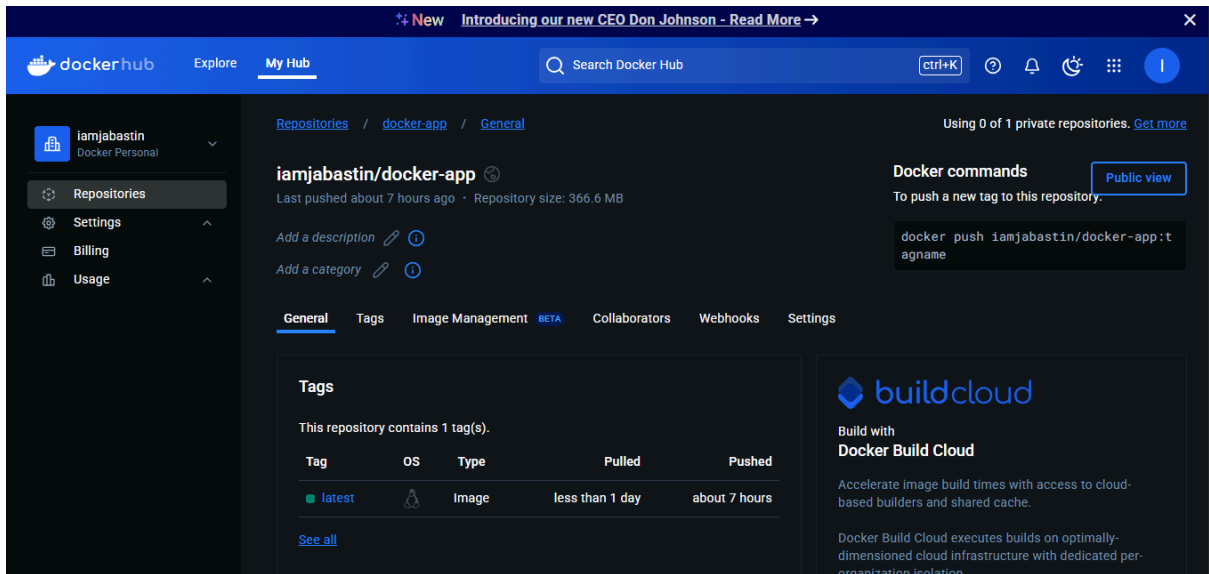 New Introducing our new CEO Don Johnson - Read More →
dockerhub Explore My Hub Search Docker Hub ctrl+K I
iamjabastin
Docker Personal
Repositories
Settings
Billing
Usage
Repositories / docker-app / General
Using 0 of 1 private repositories. Get more
iamjabastin/docker-app
Last pushed about 7 hours ago • Repository size: 366.6 MB
Add a description
Add a category
Docker commands
Public view
To push a new tag to this repository:
docker push iamjabastin/docker-app:t
agname
General Tags Image Management BETA Collaborators Webhooks Settings
Tags
This repository contains 1 tag(s).
Tag OS Type Pulled Pushed
latest Image less than 1 day about 7 hours
See all
buildcloud
Build with
Docker Build Cloud
Accelerate image build times with access to cloud-
based builders and shared cache.
Docker Build Cloud executes builds on optimally-
dimensioned cloud infrastructure with dedicated per-
organization isolation.